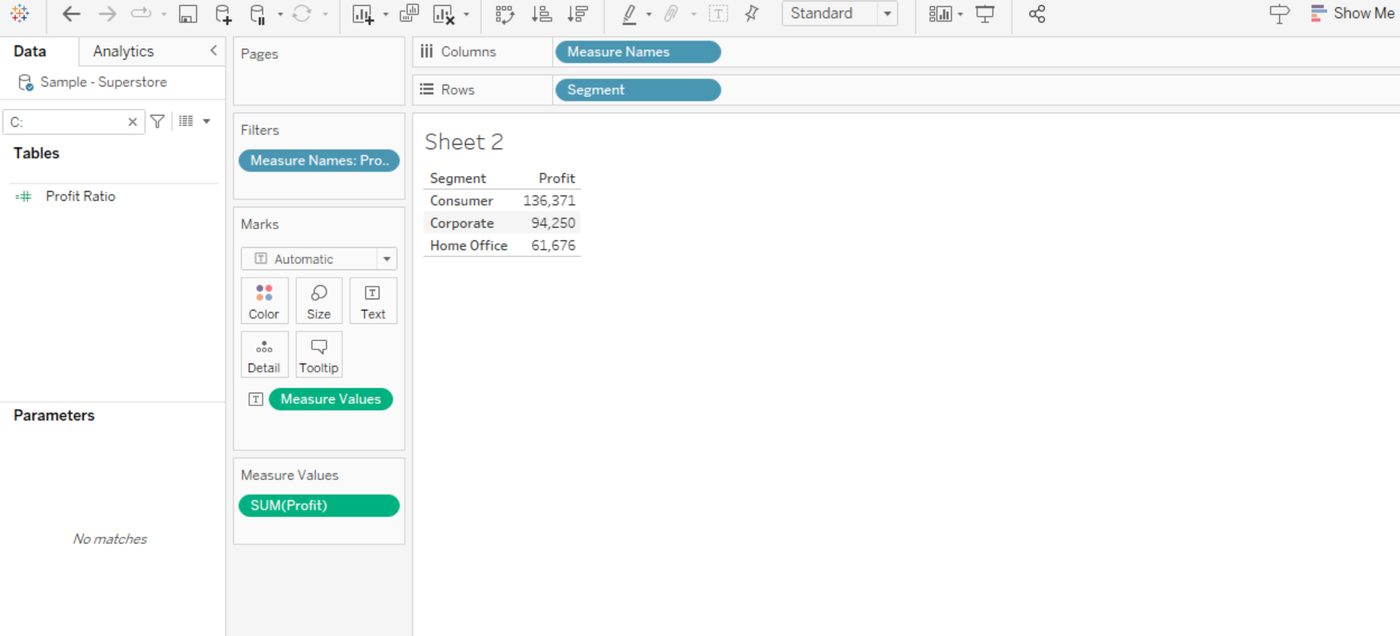 Standard
Show Me
Data
Analytics
Sample - Superstore
C:
Tables
Profit Ratio
Parameters
No matches
Pages
Filters
Measure Names: Pro..
Marks
Automatic
Color Size Text
Detail Tooltip
Measure Values
Measure Values
SUM(Profit)
Columns Measure Names
Rows Segment
Sheet 2
Segment Profit
Consumer 136,371
Corporate 94,250
Home Office 61,676